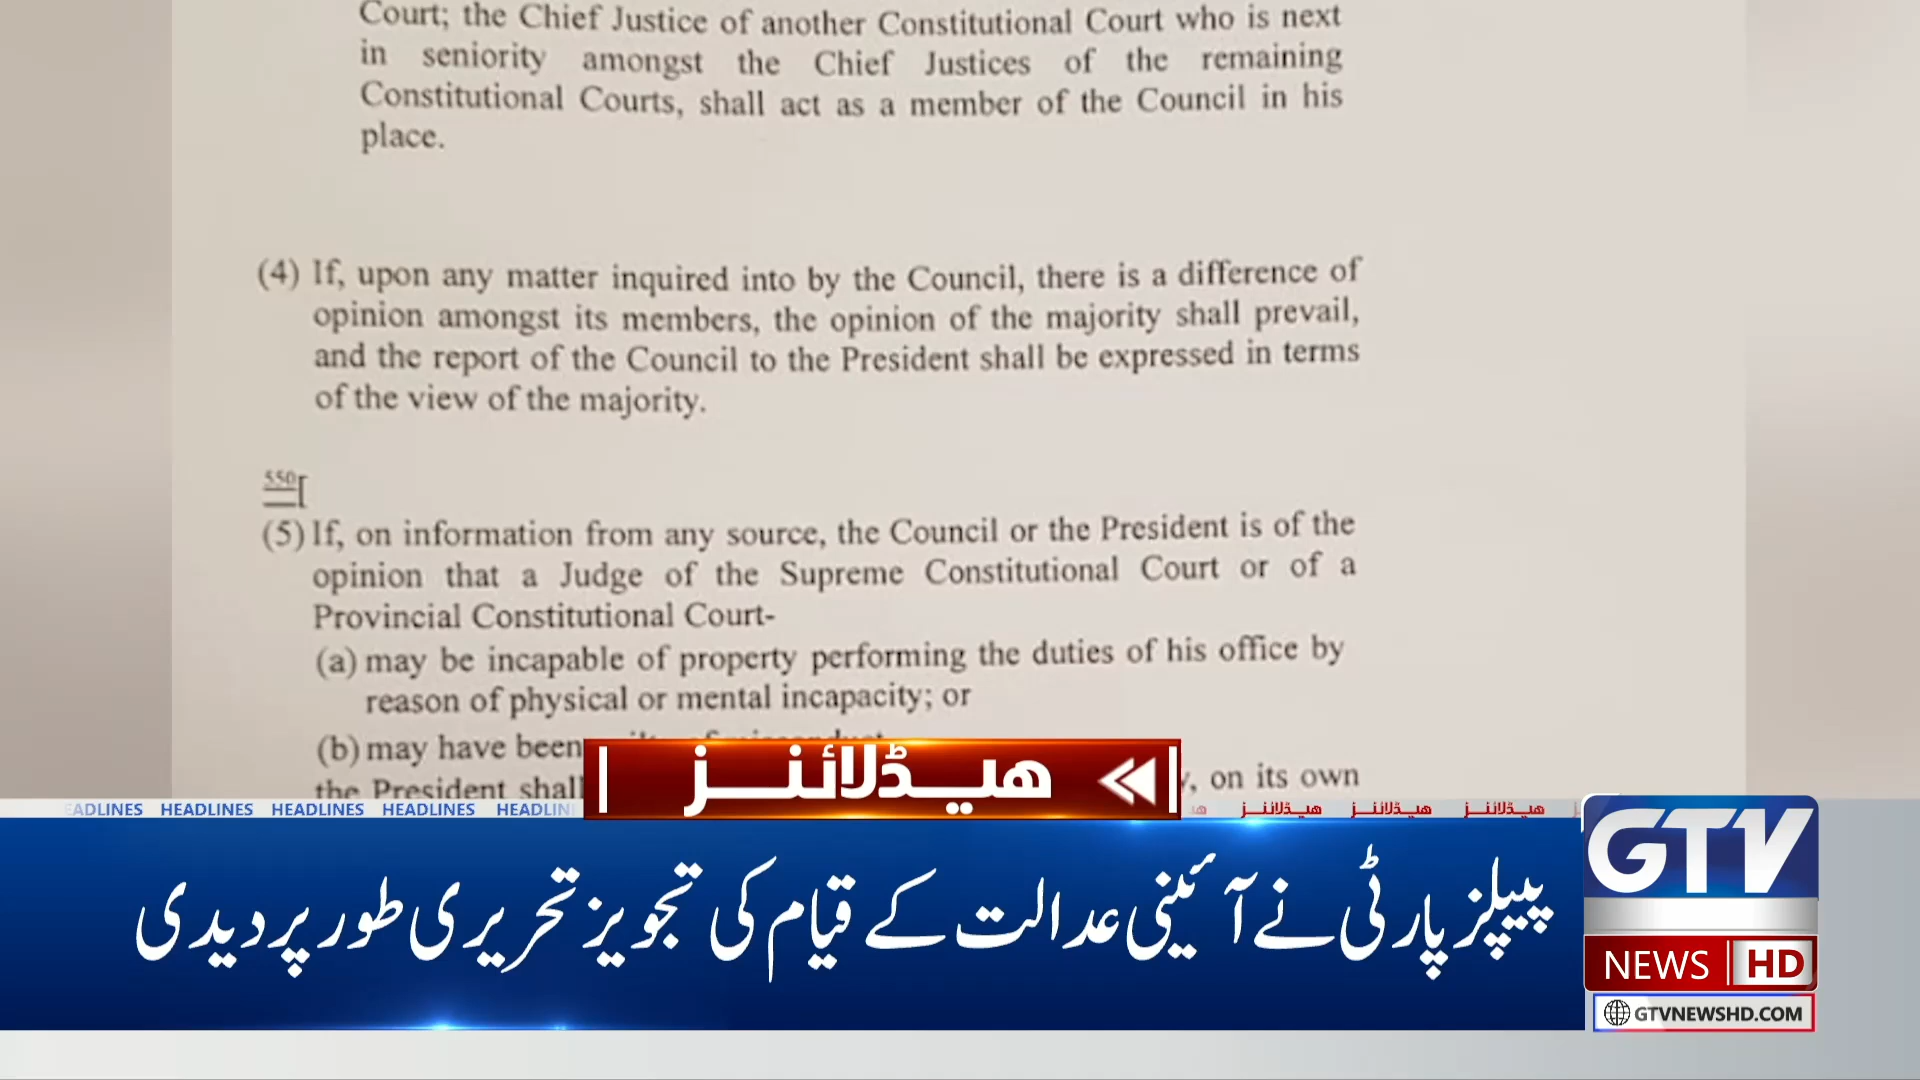 Court; the Chief Justice of another Constitutional Court who is next
in seniority amongst the Chief Justices of the remaining
Constitutional Courts, shall act as a member of the Council in his
place.
(4) If, upon any matter inquired into by the Council, there is a difference of
opinion amongst its members, the opinion of the majority shall prevail,
and the report of the Council to the President shall be expressed in terms
of the view of the majority.
550[
(5) If, on information from any source, the Council or the President is of the
opinion that a Judge of the Supreme Constitutional Court or of a
Provincial Constitutional Court-
(a) may be incapable of property performing the duties of his office by
reason of physical or mental incapacity; or
(b) may have been
the President shall , on its own
ھیڈلائنز
EADLINES HEADLINES HEADLINES HEADLINES HEADLIN
ھیڈلائنز ھیڈلائنز ھیڈلائنز
پیپلز پارٹی نے آئینی عدالت کے قیام کی تجویز تحریری طور پر دیدی
GTV
NEWS HD
GTVNEWSHD.COM